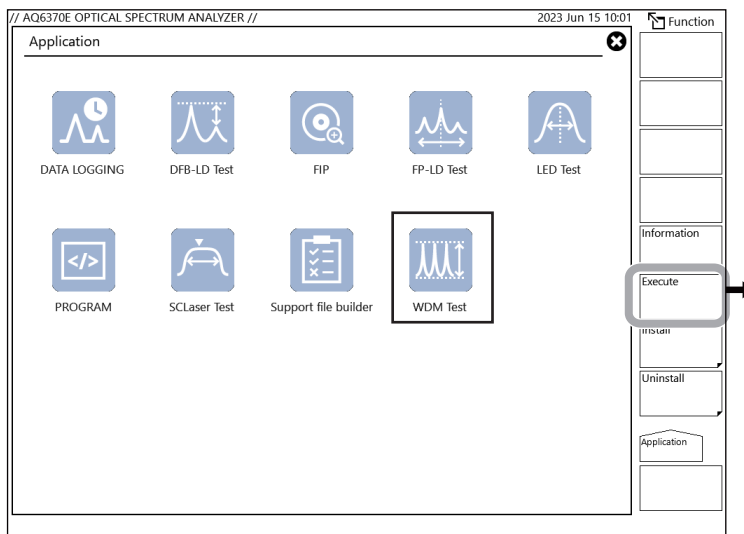 // AQ6370E OPTICAL SPECTRUM ANALYZER // 2023 Jun 15 10:01
Function
Application
DATA LOGGING DFB-LD Test FIP FP-LD Test LED Test
</>
PROGRAM SCLaser Test Support file builder WDM Test
Information
Execute
Install
Uninstall
Application